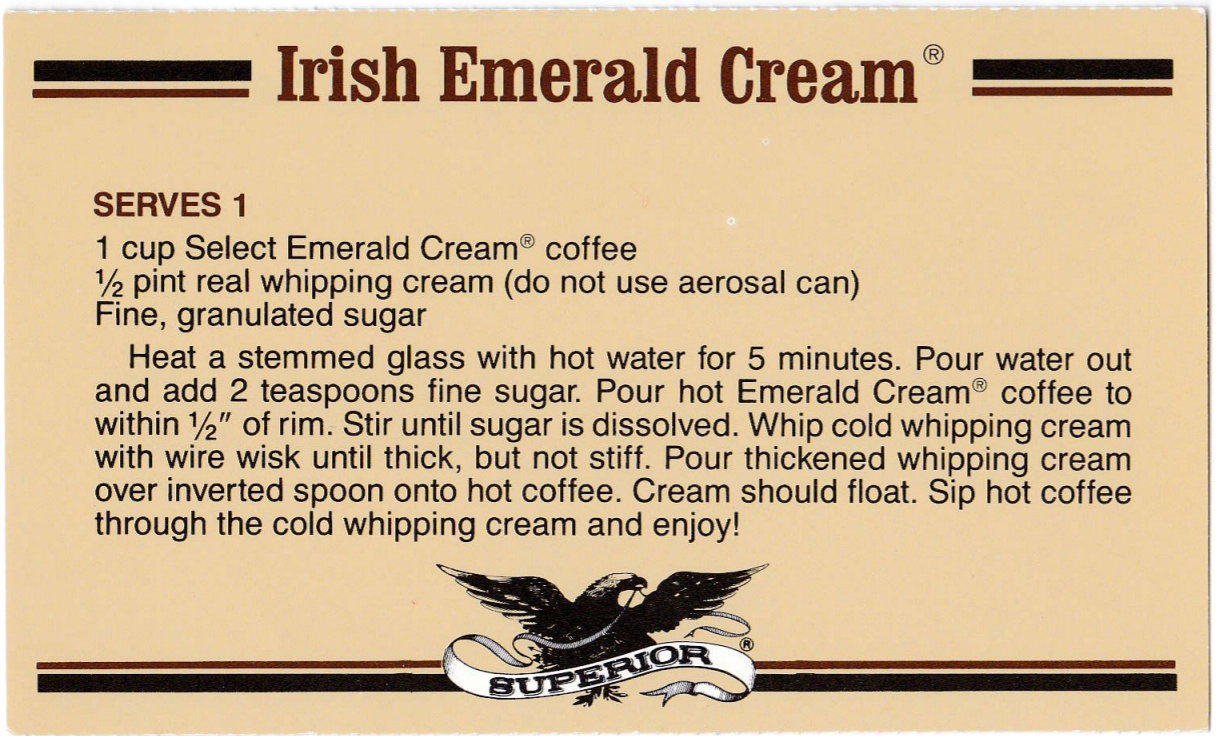 Irish Emerald Cream®
SERVES 1
1 cup Select Emerald Cream® coffee
½ pint real whipping cream (do not use aerosal can)
Fine, granulated sugar
Heat a stemmed glass with hot water for 5 minutes. Pour water out
and add 2 teaspoons fine sugar. Pour hot Emerald Cream® coffee to
within ½″ of rim. Stir until sugar is dissolved. Whip cold whipping cream
with wire wisk until thick, but not stiff. Pour thickened whipping cream
over inverted spoon onto hot coffee. Cream should float. Sip hot coffee
through the cold whipping cream and enjoy!
SUPERIOR®